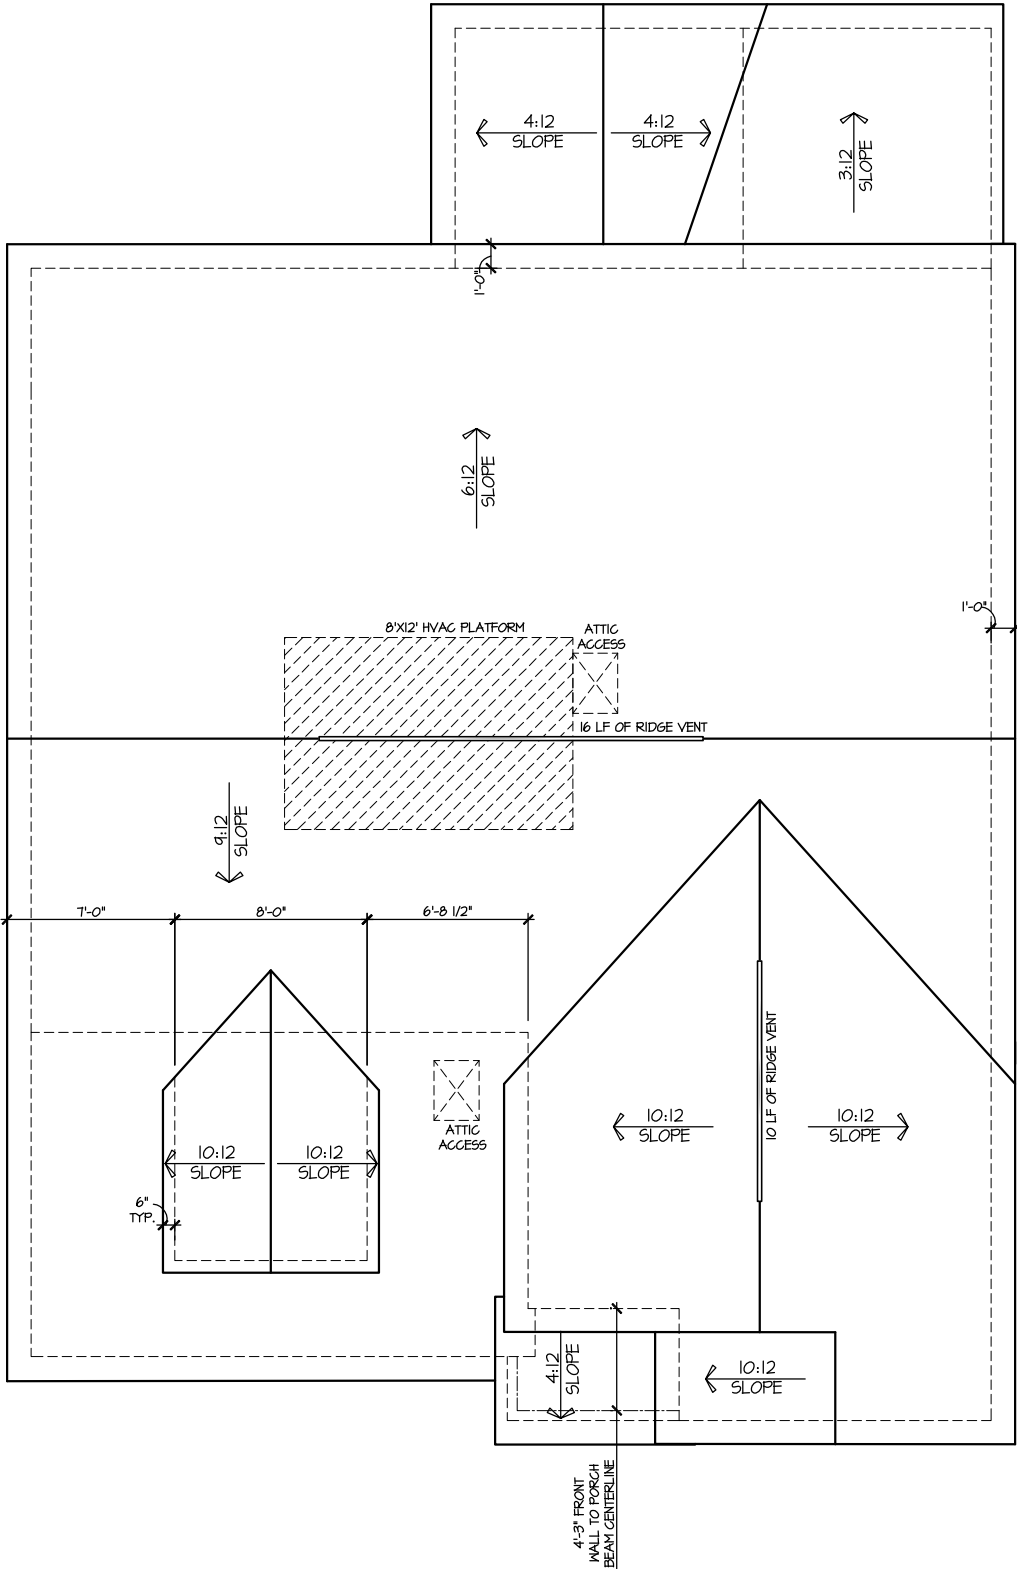 4:12
SLOPE
4:12
SLOPE
3:12
SLOPE
1'-0"
6:12
SLOPE
1'-0"
8'X12' HVAC PLATFORM
ATTIC
ACCESS
16 LF OF RIDGE VENT
9:12
SLOPE
7'-0"
8'-0"
6'-8 1/2"
10 LF OF RIDGE VENT
ATTIC
ACCESS
10:12
SLOPE
10:12
SLOPE
10:12
SLOPE
10:12
SLOPE
6"
TYP.
4:12
SLOPE
10:12
SLOPE
4'-3" FRONT
WALL TO PORCH
BEAM CENTERLINE